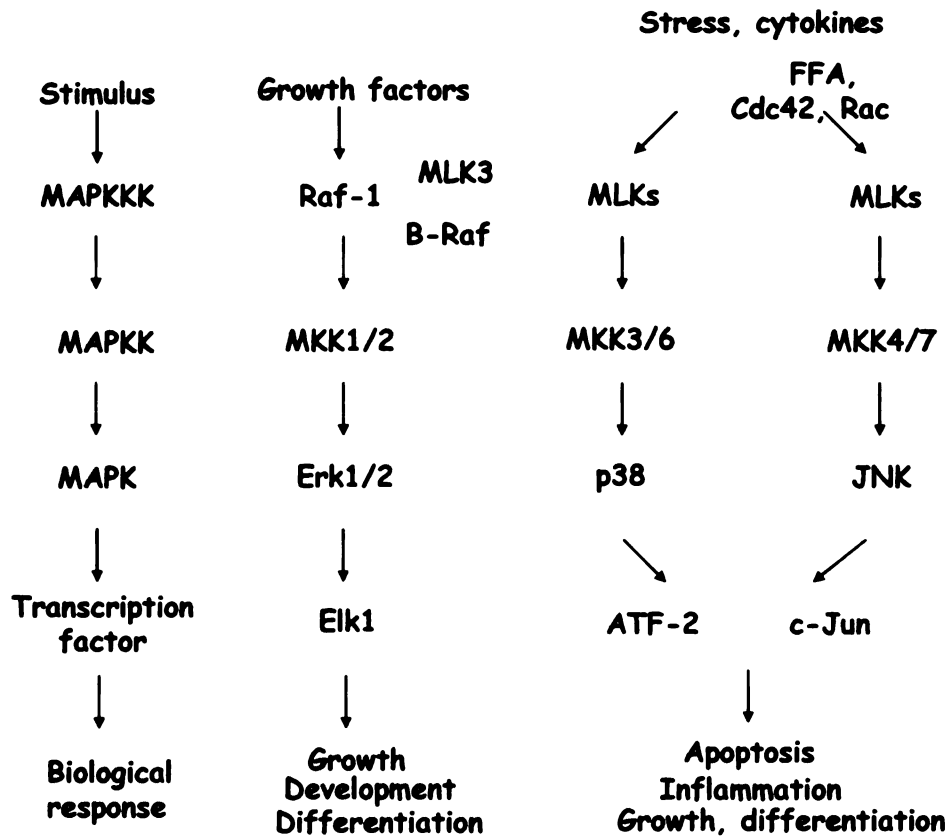 Stress, cytokines
FFA,
Cdc42, Rac
Stimulus
Growth factors
MLK3
MAPKKK
Raf-1
MLKs
MLKs
B-Raf
MAPKK
MKK1/2
MKK3/6
MKK4/7
MAPK
Erk1/2
p38
JNK
Transcription
factor
Elk1
ATF-2
c-Jun
Biological
response
Growth
Development
Differentiation
Apoptosis
Inflammation
Growth, differentiation